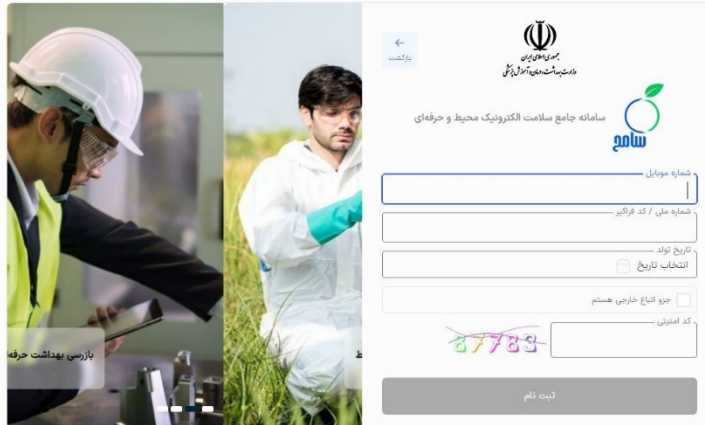 بازگشت
جمهوری اسلامی ایران
وزارت بهداشت، درمان و آموزش پزشکی
سامانه جامع سلامت الکترونیک محیط و حرفه‌ای
سامح
شماره موبایل
شماره ملی / کد فراگیر
تاریخ تولد
انتخاب تاریخ
جزو اتباع خارجی هستم
کد امنیتی
87783
ثبت نام
بازرسی بهداشت حرفه